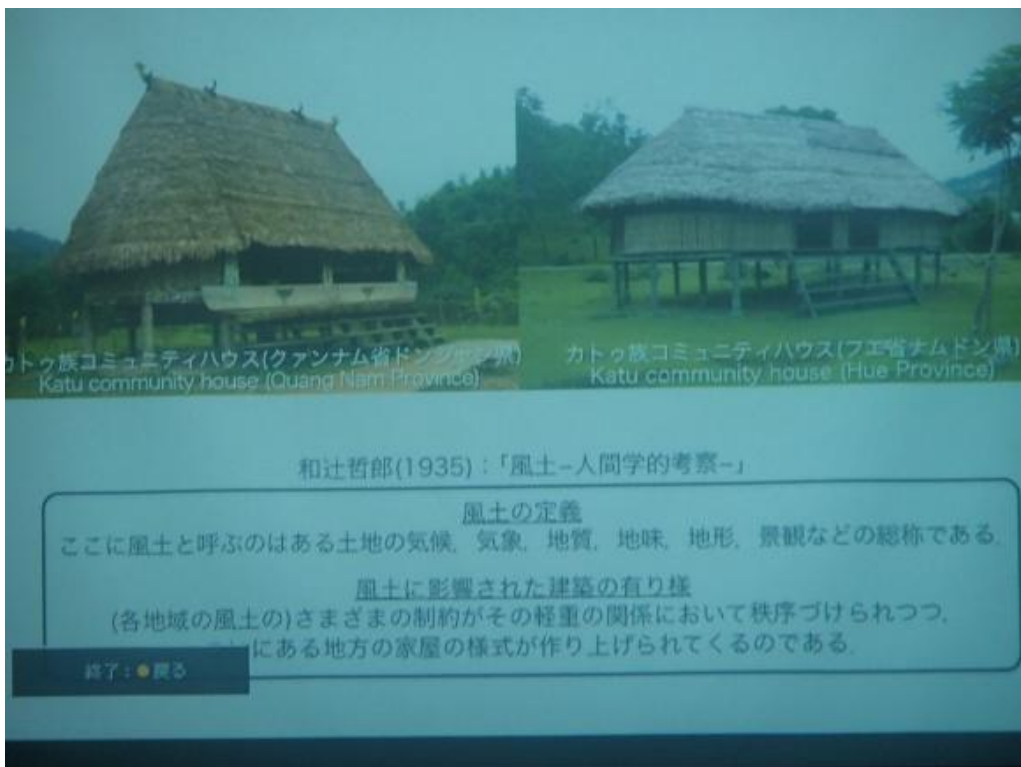 カトゥ族コミュニティハウス(クァンナム省ドンジャン県)
Katu community house (Quang Nam Province)
カトゥ族コミュニティハウス(フエ省ナムドン県)
Katu community house (Hue Province)
和辻哲郎(1935):「風土–人間学的考察–」
風土の定義
ここに風土と呼ぶのはある土地の気候, 気象, 地質, 地味, 地形, 景観などの総称である.
風土に影響された建築の有り様
(各地域の風土の)さまざまの制約がその軽重の関係において秩序づけられつつ,
にある地方の家屋の様式が作り上げられてくるのである.
終了:●戻る